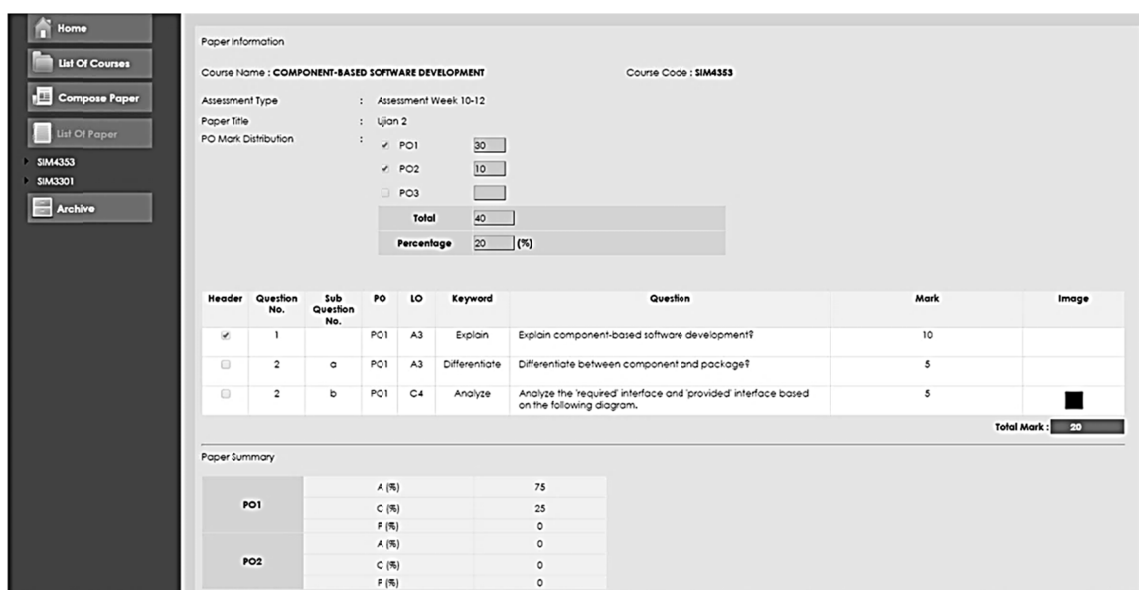 Home
List Of Courses
Compose Paper
List Of Paper
SIM4353
SIM3301
Archive
Paper Information
Course Name : COMPONENT-BASED SOFTWARE DEVELOPMENT Course Code : SIM4353
Assessment Type : Assessment Week 10-12
Paper Title : Ujian 2
PO Mark Distribution :
PO1 30
PO2 10
PO3
Total 40
Percentage 20 (%)
Header Question No. Sub Question No. PO LO Keyword Question Mark Image
1 PO1 A3 Explain Explain component-based software development? 10
2 a PO1 A3 Differentiate Differentiate between component and package? 5
2 b PO1 C4 Analyze Analyze the 'required' interface and 'provided' interface based
on the following diagram. 5
Total Mark : 20
Paper Summary
PO1
A (%) 75
C (%) 25
P (%) 0
PO2
A (%) 0
C (%) 0
P (%) 0